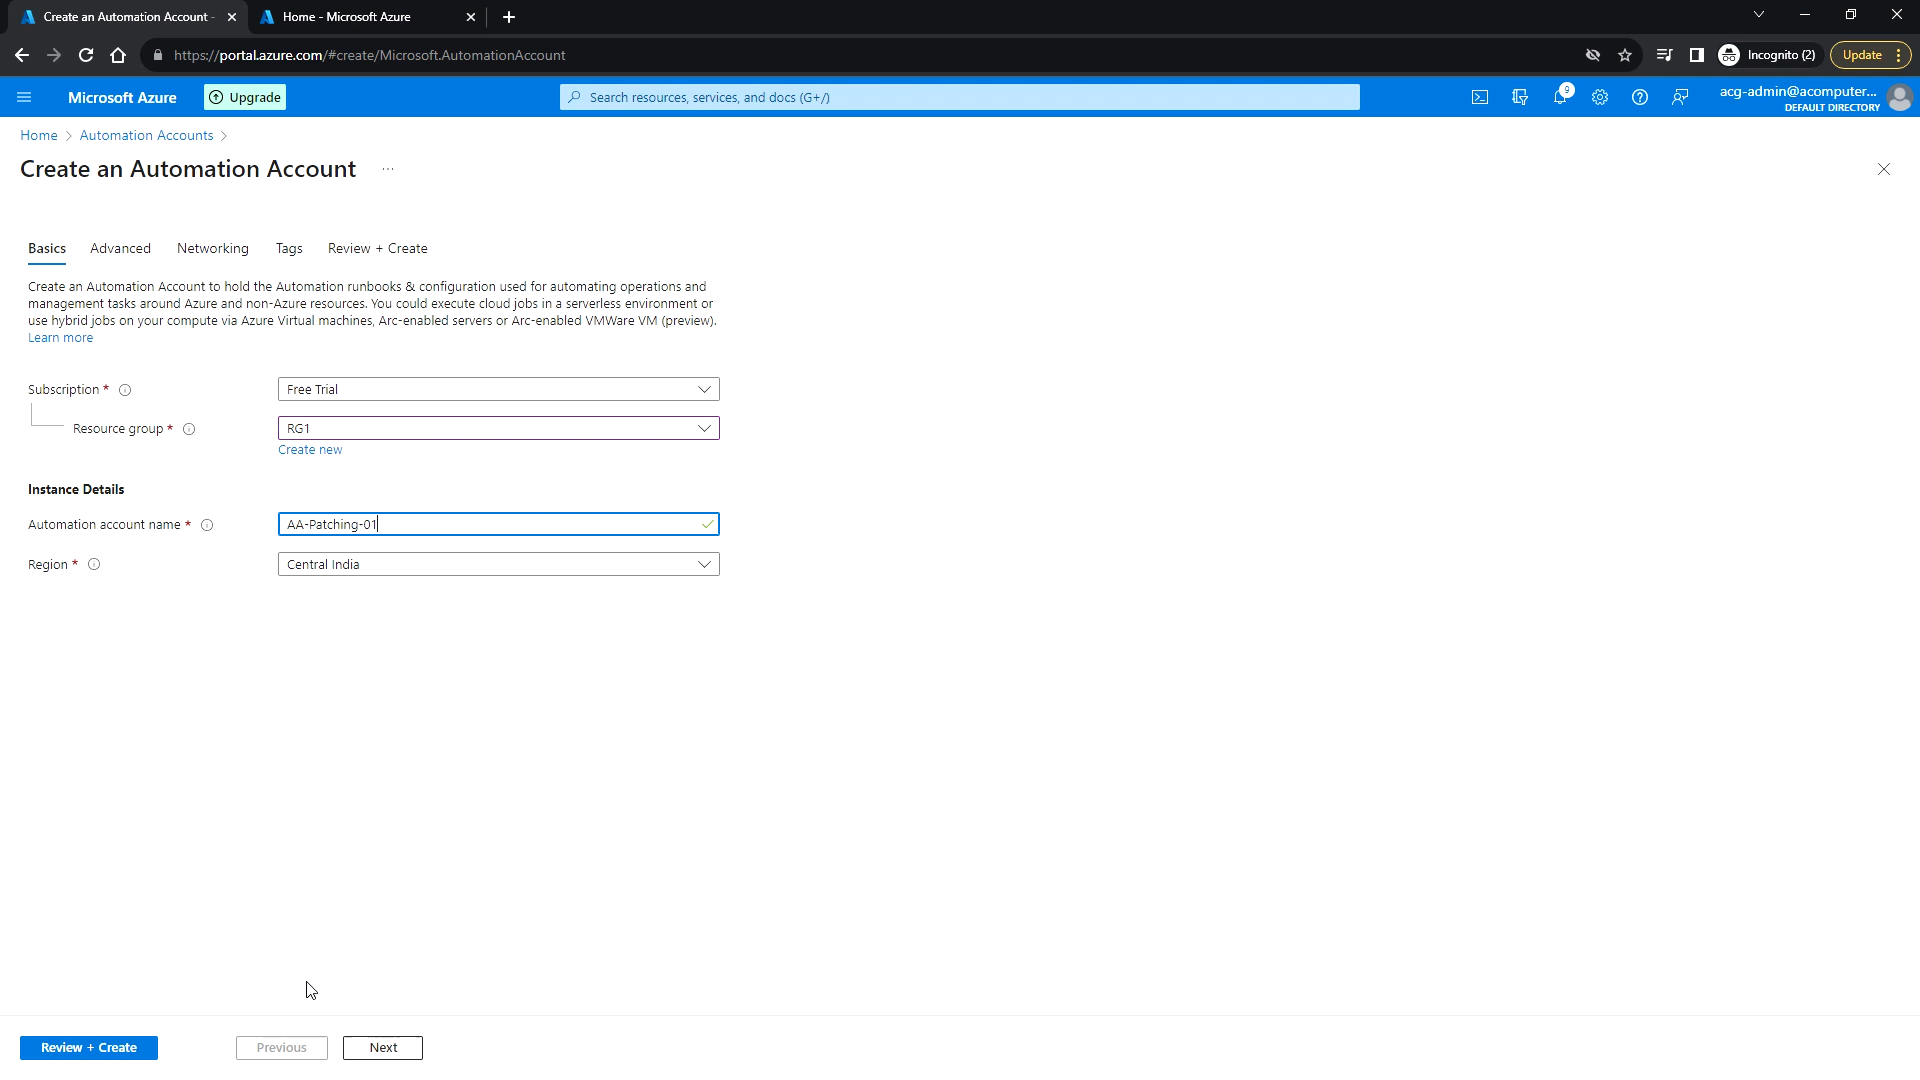 Create an Automation Account -
Home - Microsoft Azure
https://portal.azure.com/#create/Microsoft.AutomationAccount
Incognito (2)
Update
Microsoft Azure
Upgrade
Search resources, services, and docs (G+/)
9
acg-admin@acomputer...
DEFAULT DIRECTORY
Home > Automation Accounts >
Create an Automation Account ...
Basics Advanced Networking Tags Review + Create
Create an Automation Account to hold the Automation runbooks & configuration used for automating operations and
management tasks around Azure and non-Azure resources. You could execute cloud jobs in a serverless environment or
use hybrid jobs on your compute via Azure Virtual machines, Arc-enabled servers or Arc-enabled VMWare VM (preview).
Learn more
Subscription * Free Trial
Resource group * RG1
Create new
Instance Details
Automation account name * AA-Patching-01
Region * Central India
Review + Create Previous Next